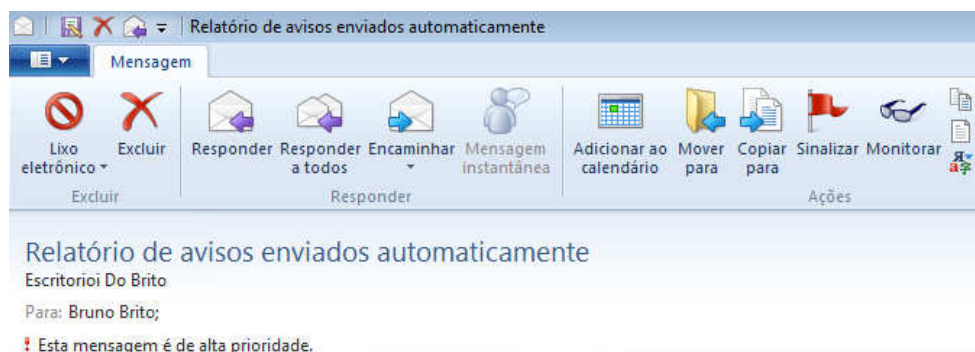 Relatório de avisos enviados automaticamente
Mensagem
Lixo eletrônico
Excluir
Responder
Responder a todos
Encaminhar
Mensagem instantânea
Adicionar ao calendário
Mover para
Copiar para
Sinalizar
Monitorar
Excluir
Responder
Ações
Relatório de avisos enviados automaticamente
Escritorioi Do Brito
Para: Bruno Brito;
! Esta mensagem é de alta prioridade.